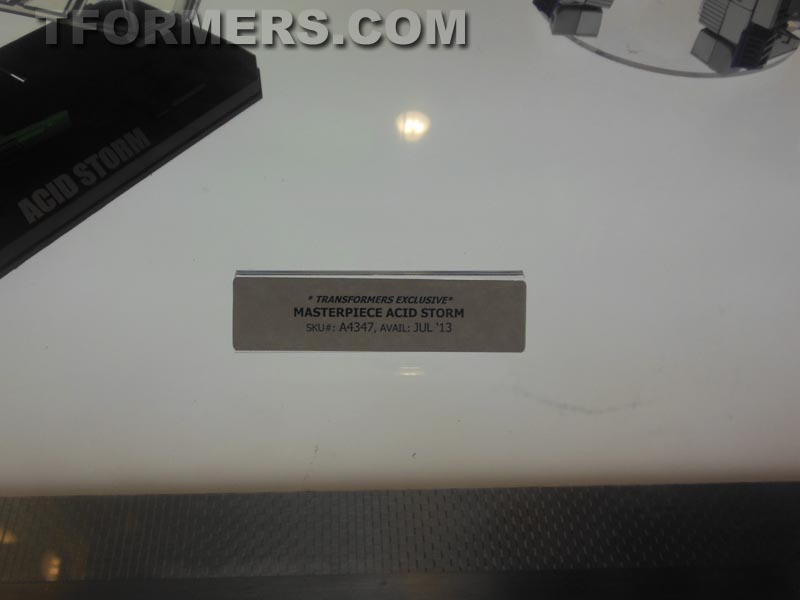 TFORMERS.COM
ACID STORM
* TRANSFORMERS EXCLUSIVE*
MASTERPIECE ACID STORM
SKU#: A4347, AVAIL: JUL '13